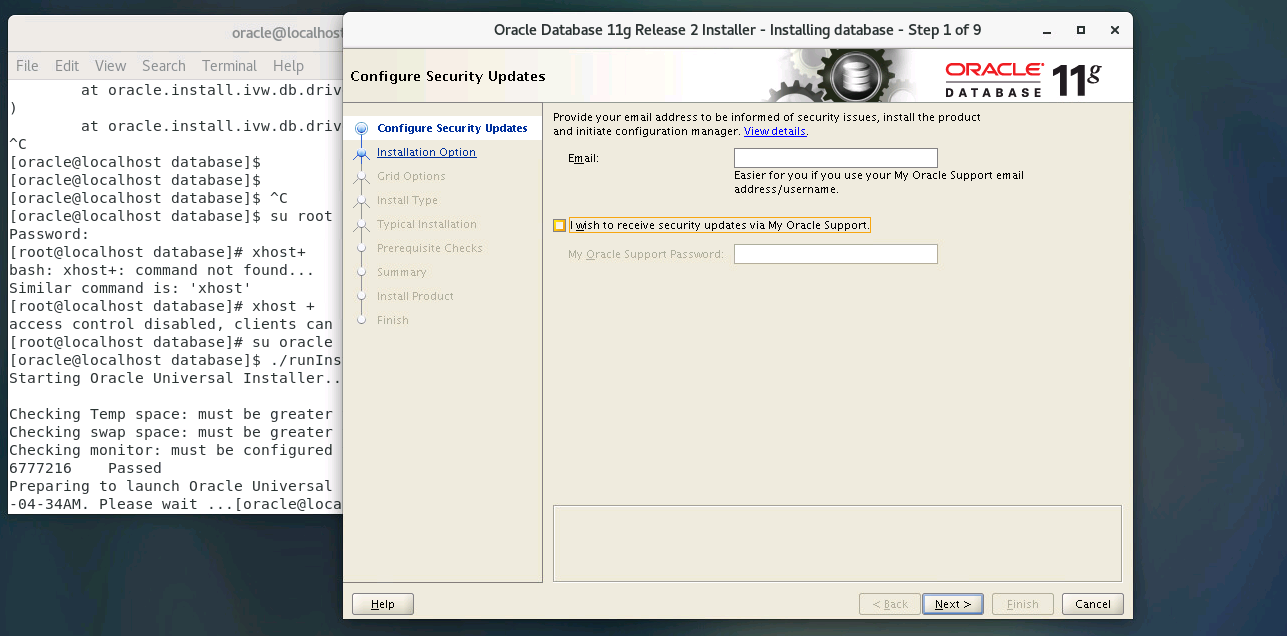 oracle@localhost
File Edit View Search Terminal Help
at oracle.install.ivw.db.driv
)
at oracle.install.ivw.db.driv
^C
[oracle@localhost database]$
[oracle@localhost database]$
[oracle@localhost database]$ ^C
[oracle@localhost database]$ su root
Password:
[root@localhost database]# xhost+
bash: xhost+: command not found...
Similar command is: 'xhost'
[root@localhost database]# xhost +
access control disabled, clients can
[root@localhost database]# su oracle
[oracle@localhost database]$ ./runIns
Starting Oracle Universal Installer..
Checking Temp space: must be greater
Checking swap space: must be greater
Checking monitor: must be configured
6777216    Passed
Preparing to launch Oracle Universal
-04-34AM. Please wait ...[oracle@loca
Oracle Database 11g Release 2 Installer - Installing database - Step 1 of 9
Configure Security Updates
ORACLE
DATABASE 11g
Configure Security Updates
Installation Option
Grid Options
Install Type
Typical Installation
Prerequisite Checks
Summary
Install Product
Finish
Provide your email address to be informed of security issues, install the product
and initiate configuration manager. View details.
Email:
Easier for you if you use your My Oracle Support email
address/username.
I wish to receive security updates via My Oracle Support.
My Oracle Support Password:
Help
< Back
Next >
Finish
Cancel